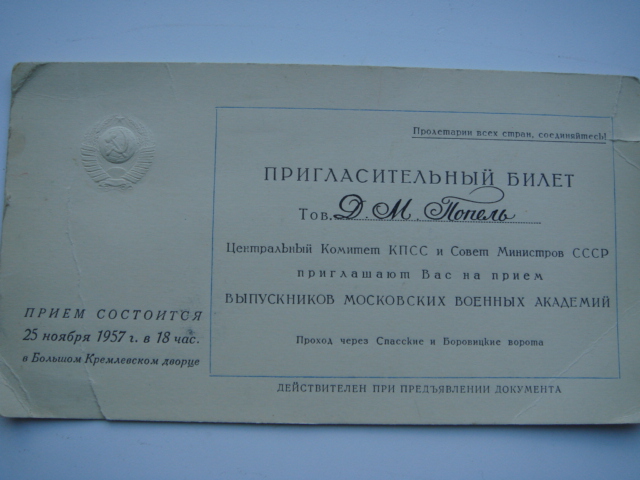 Пролетарии всех стран, соединяйтесь!
ПРИГЛАСИТЕЛЬНЫЙ БИЛЕТ
Тов. Д. М. Попель
Центральный Комитет КПСС и Совет Министров СССР
приглашают Вас на прием
ВЫПУСКНИКОВ МОСКОВСКИХ ВОЕННЫХ АКАДЕМИЙ
Проход через Спасские и Боровицкие ворота
ПРИЕМ СОСТОИТСЯ
25 ноября 1957 г. в 18 час.
в Большом Кремлевском дворце
ДЕЙСТВИТЕЛЕН ПРИ ПРЕДЪЯВЛЕНИИ ДОКУМЕНТА